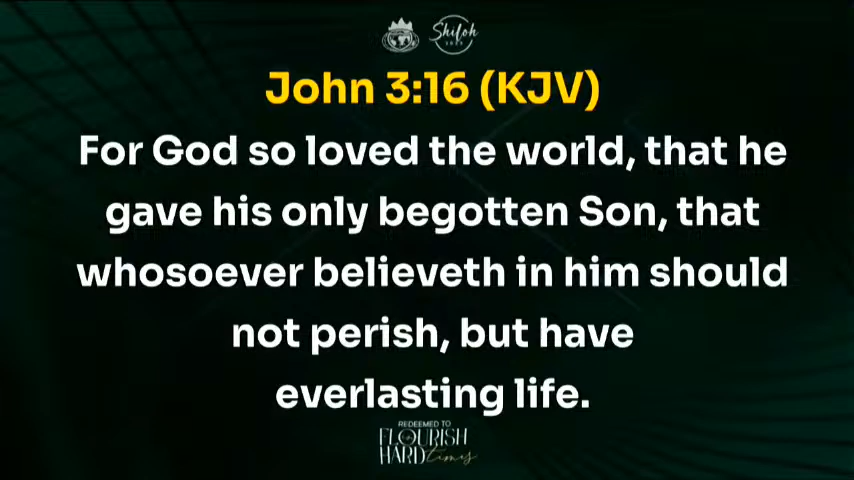 Shiloh
John 3:16 (KJV)
For God so loved the world, that he
gave his only begotten Son, that
whosoever believeth in him should
not perish, but have
everlasting life.
REDEEMED TO
FLOURISH
HARD times